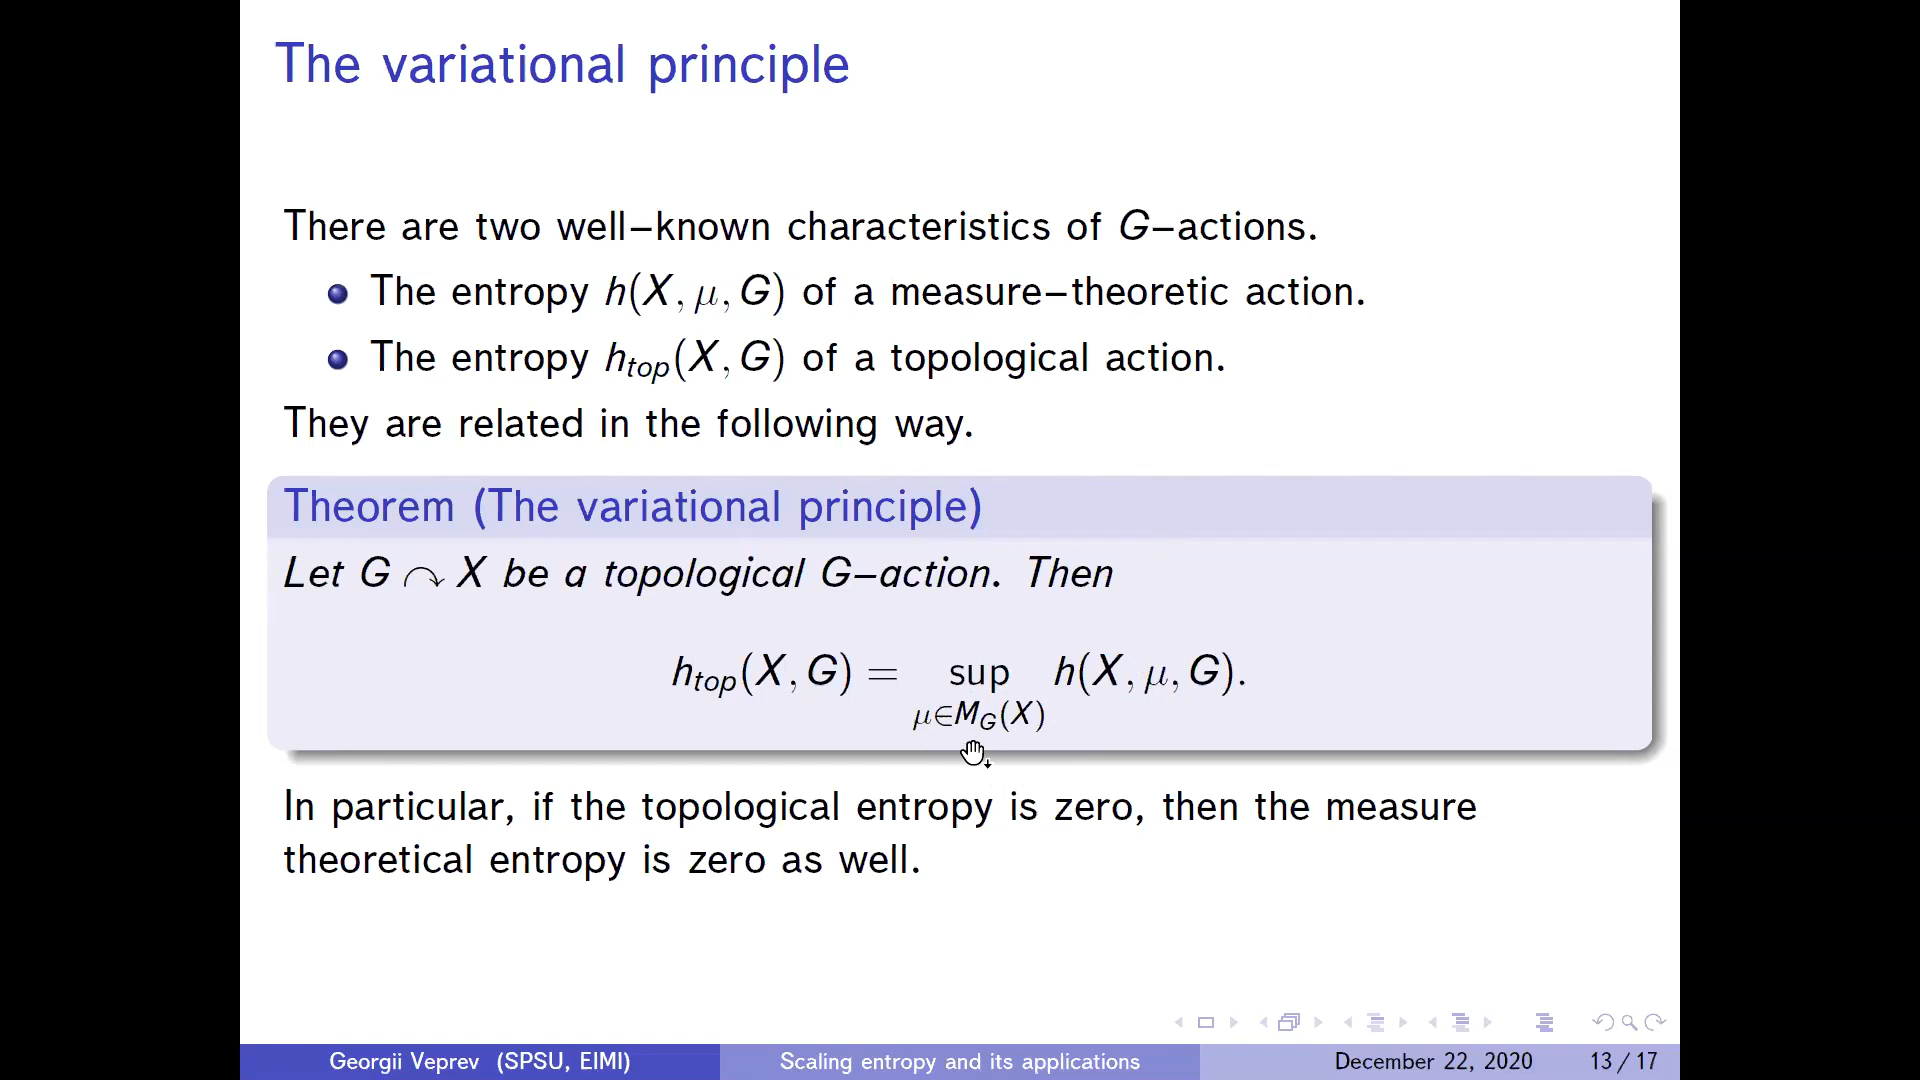 The variational principle
There are two well–known characteristics of G–actions.
The entropy h(X, μ, G) of a measure–theoretic action.
The entropy h_top(X, G) of a topological action.
They are related in the following way.
Theorem (The variational principle)
Let G ↷ X be a topological G–action. Then
h_top(X, G) = sup h(X, μ, G).
μ∈M_G(X)
In particular, if the topological entropy is zero, then the measure
theoretical entropy is zero as well.
Georgii Veprev (SPSU, EIMI) Scaling entropy and its applications December 22, 2020 13 / 17